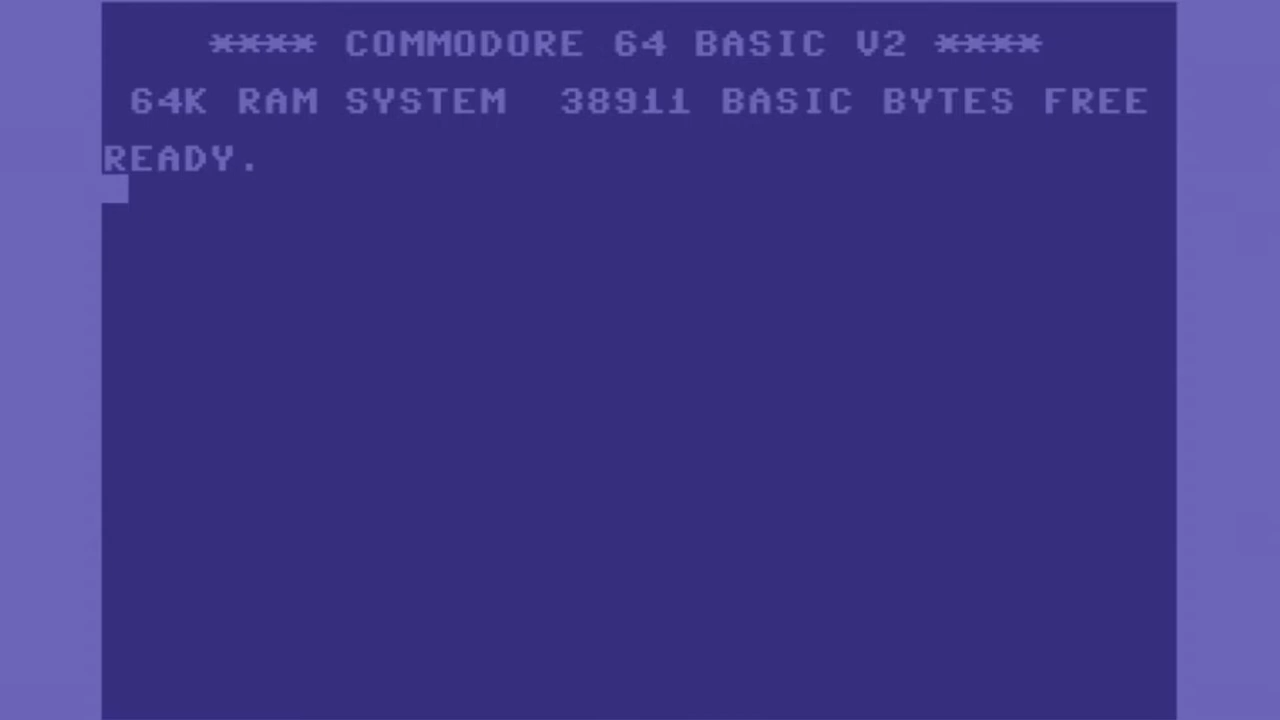 **** COMMODORE 64 BASIC V2 ****
64K RAM SYSTEM  38911 BASIC BYTES FREE
READY.